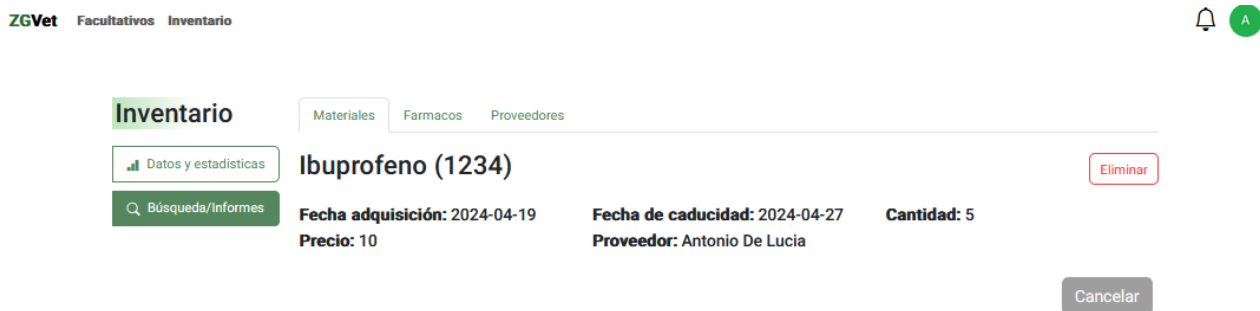 ZGVet Facultativos Inventario
A
Inventario
Materiales Farmacos Proveedores
Datos y estadisticas
Búsqueda/Informes
Ibuprofeno (1234)
Eliminar
Fecha adquisición: 2024-04-19 Fecha de caducidad: 2024-04-27 Cantidad: 5
Precio: 10 Proveedor: Antonio De Lucia
Cancelar